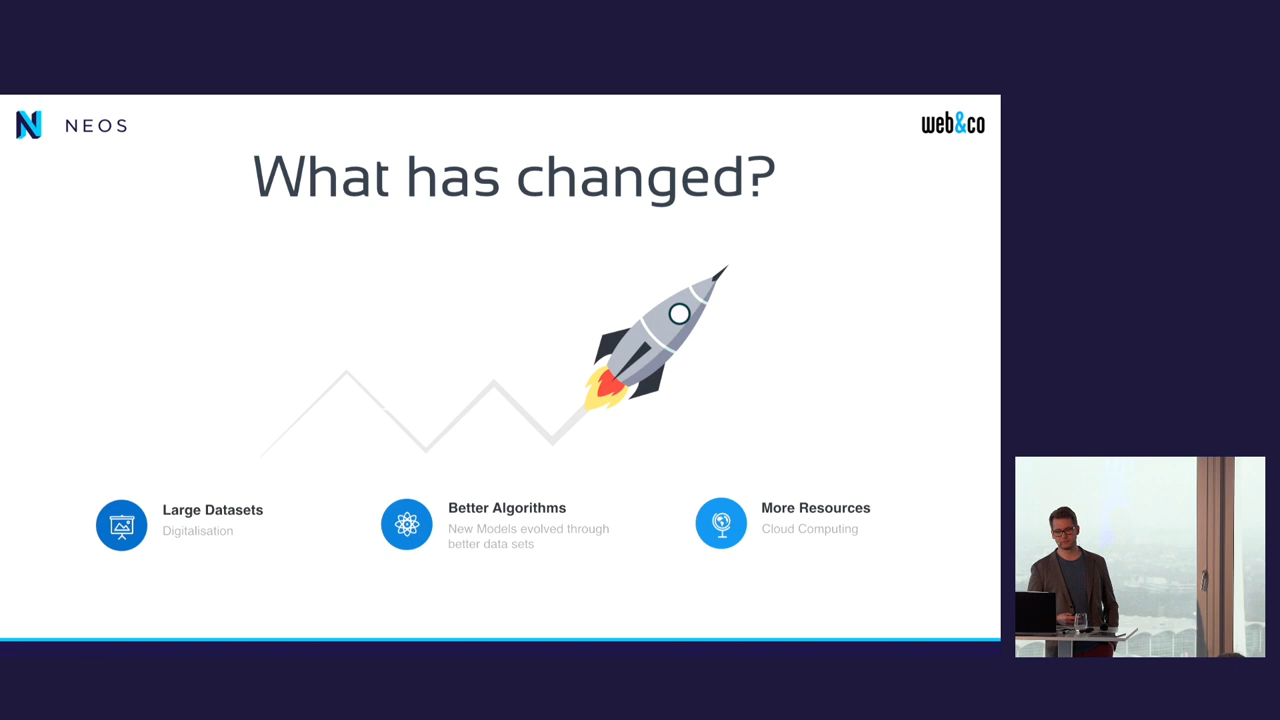 NEOS
web&co
What has changed?
Large Datasets
Digitalisation
Better Algorithms
New Models evolved through
better data sets
More Resources
Cloud Computing